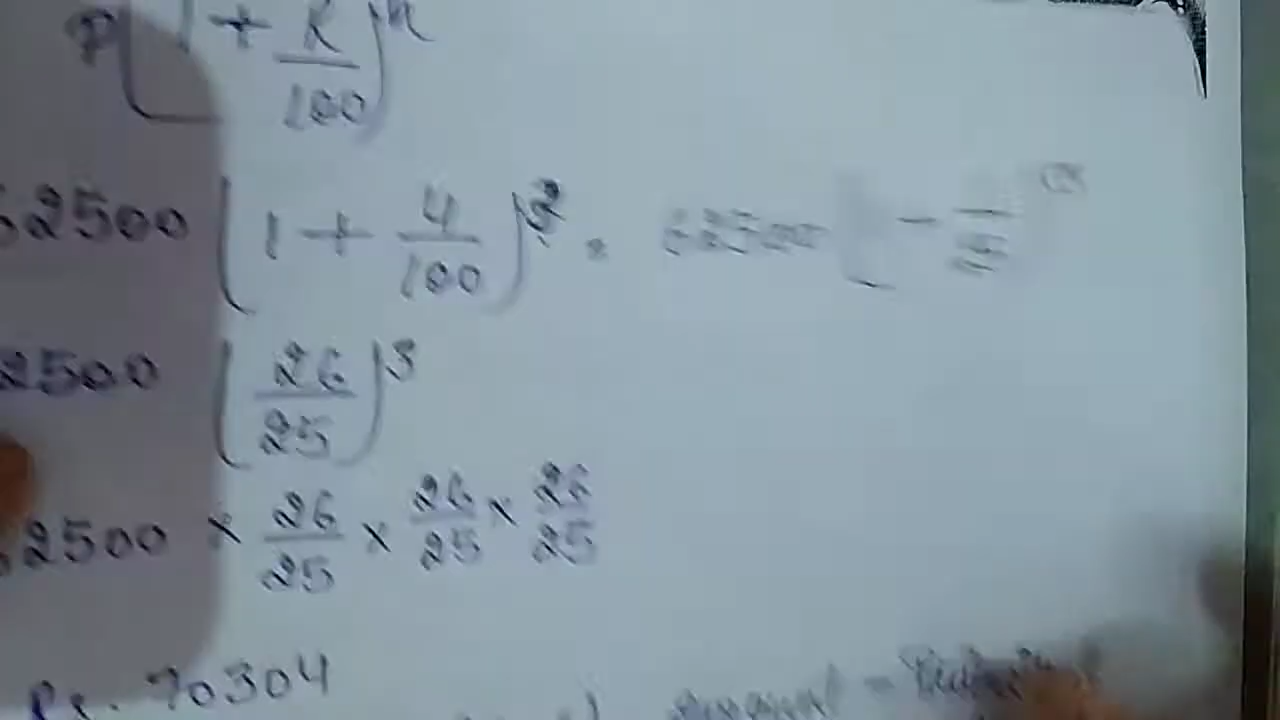 P(1 + R/100)^n
62500 (1 + 4/100)^3 = 62500
2500 (26/25)^3
62500 × 26/25 × 26/25 × 26/25
Rs. 70304